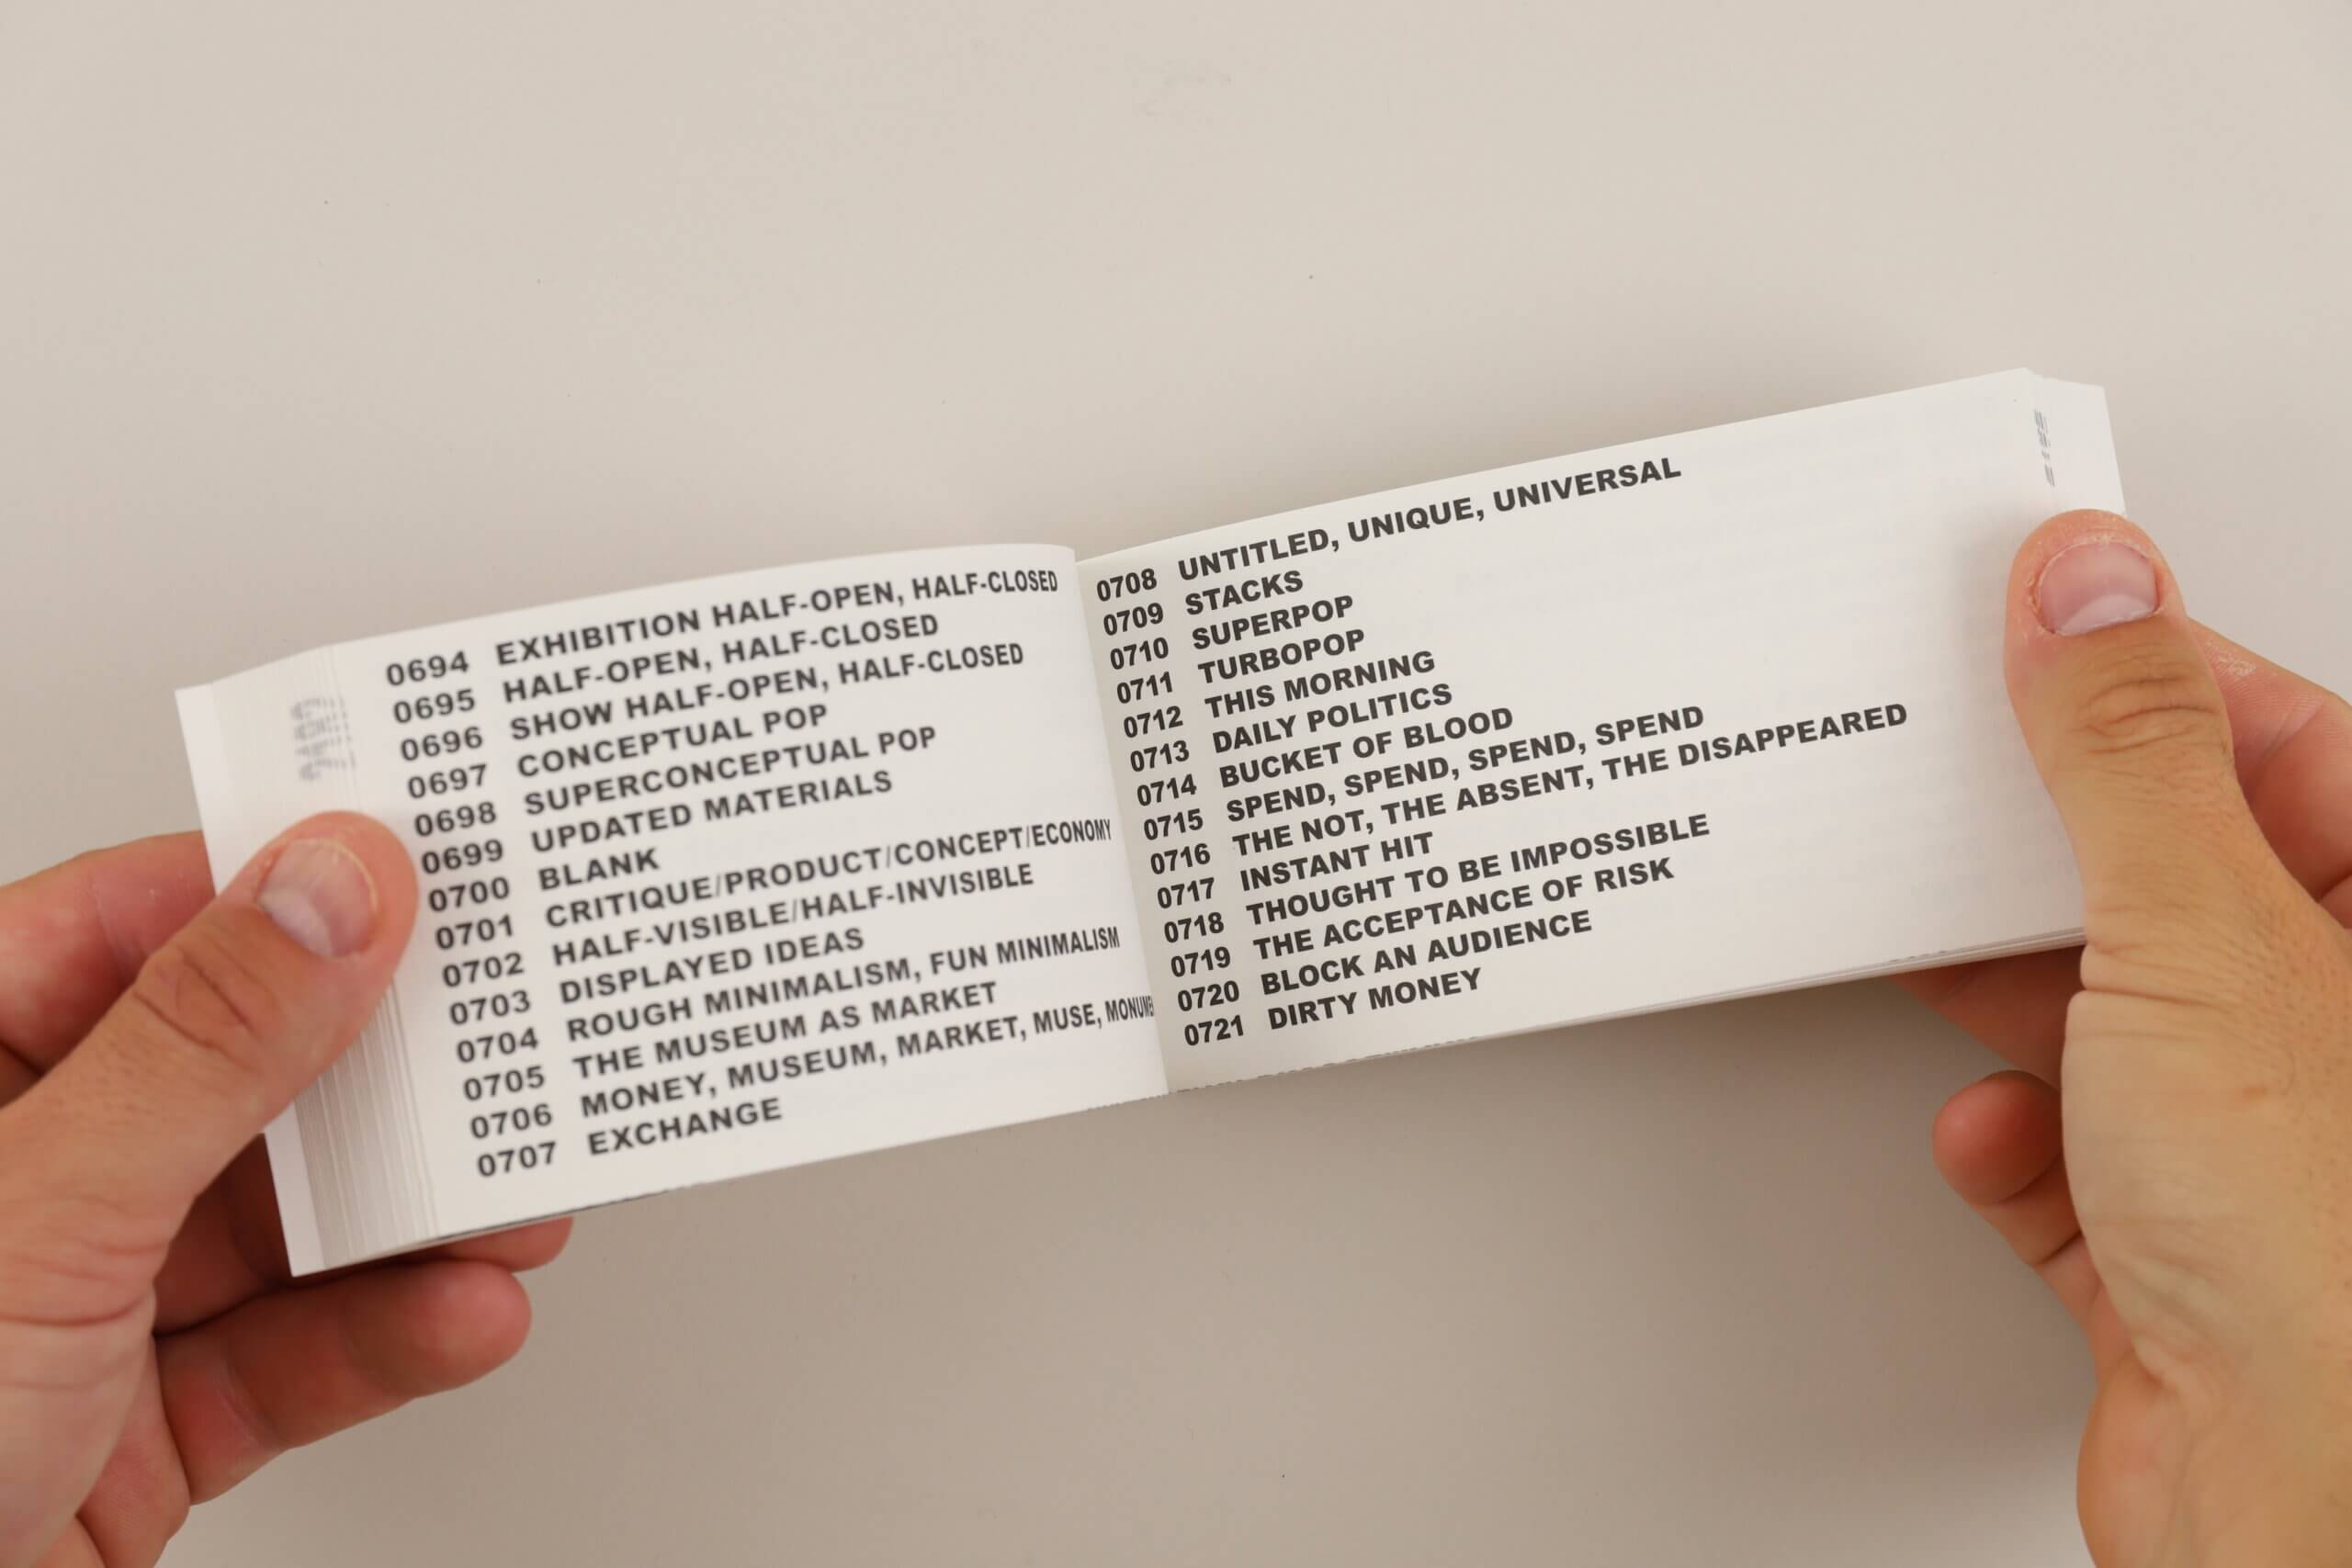 0694 EXHIBITION HALF-OPEN, HALF-CLOSED
0695 HALF-OPEN, HALF-CLOSED
0696 SHOW HALF-OPEN, HALF-CLOSED
0697 CONCEPTUAL POP
0698 SUPERCONCEPTUAL POP
0699 UPDATED MATERIALS
0700 BLANK
0701 CRITIQUE/PRODUCT/CONCEPT/ECONOMY
0702 HALF-VISIBLE/HALF-INVISIBLE
0703 DISPLAYED IDEAS
0704 ROUGH MINIMALISM, FUN MINIMALISM
0705 THE MUSEUM AS MARKET
0706 MONEY, MUSEUM, MARKET, MUSE,
0707 EXCHANGE
0708 UNTITLED, UNIQUE, UNIVERSAL
0709 STACKS
0710 SUPERPOP
0711 TURBOPOP
0712 THIS MORNING
0713 DAILY POLITICS
0714 BUCKET OF BLOOD
0715 SPEND, SPEND, SPEND, SPEND
0716 THE NOT, THE ABSENT, THE DISAPPEARED
0717 INSTANT HIT
0718 THOUGHT TO BE IMPOSSIBLE
0719 THE ACCEPTANCE OF RISK
0720 BLOCK AN AUDIENCE
0721 DIRTY MONEY